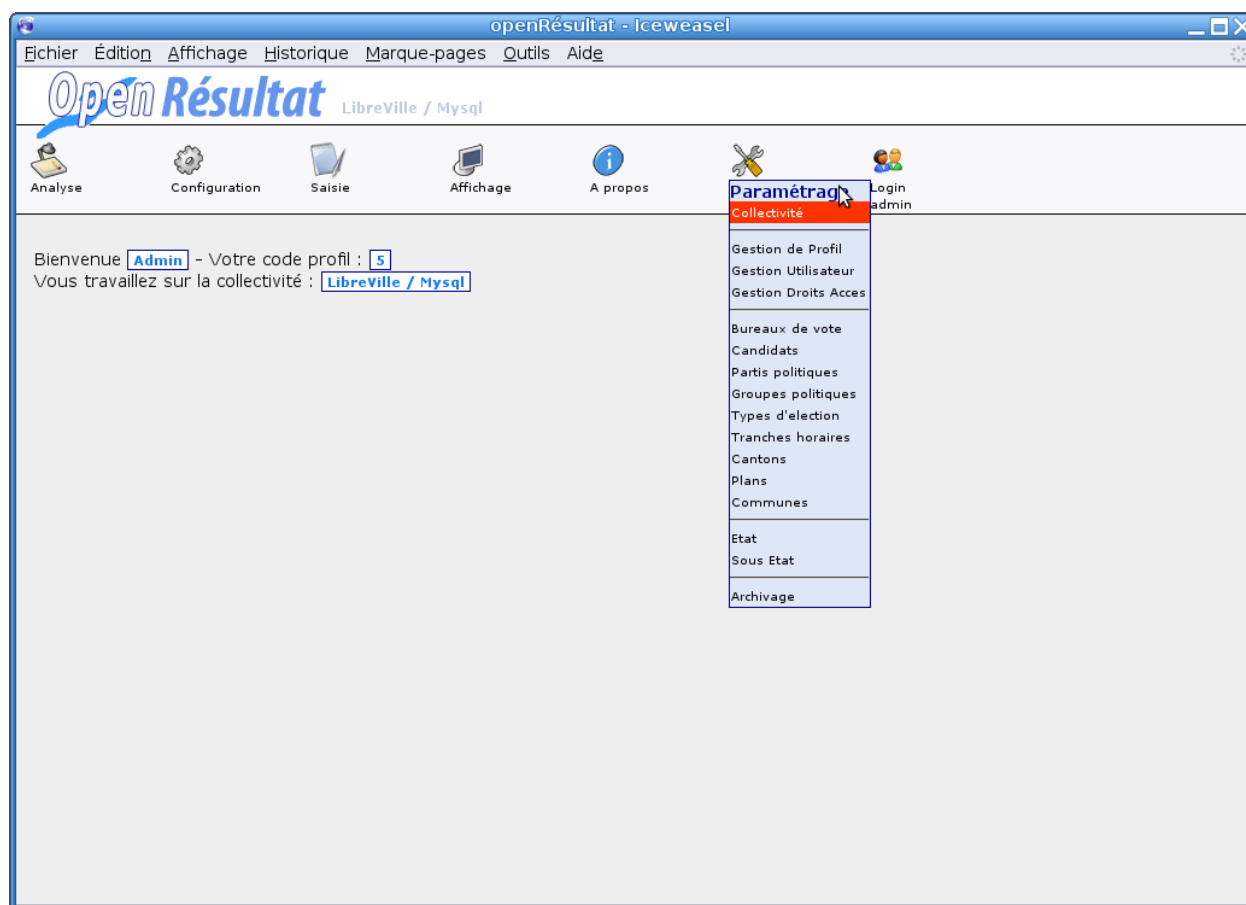 openRésultat - Iceweasel
Fichier Édition Affichage Historique Marque-pages Outils Aide
Open Résultat LibreVille / Mysql
Analyse Configuration Saisie Affichage A propos Paramétrage Login
admin
Collectivité
Bienvenue Admin - Votre code profil : 5
Vous travaillez sur la collectivité : LibreVille / Mysql
Gestion de Profil
Gestion Utilisateur
Gestion Droits Acces
Bureaux de vote
Candidats
Partis politiques
Groupes politiques
Types d'election
Tranches horaires
Cantons
Plans
Communes
Etat
Sous Etat
Archivage